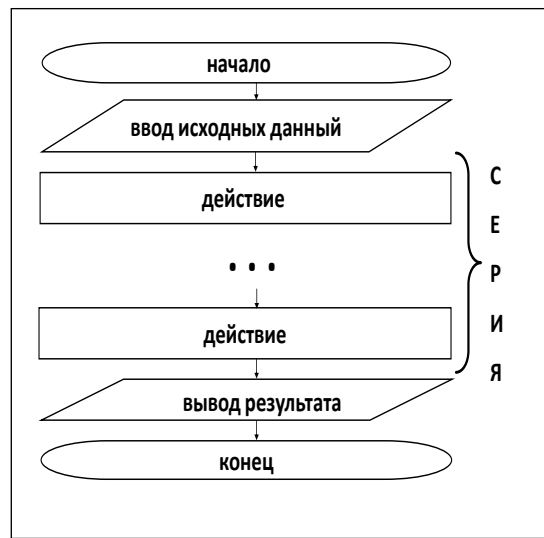 начало
ввод исходных данный
действие
...
действие
вывод результата
конец
С
Е
Р
И
Я